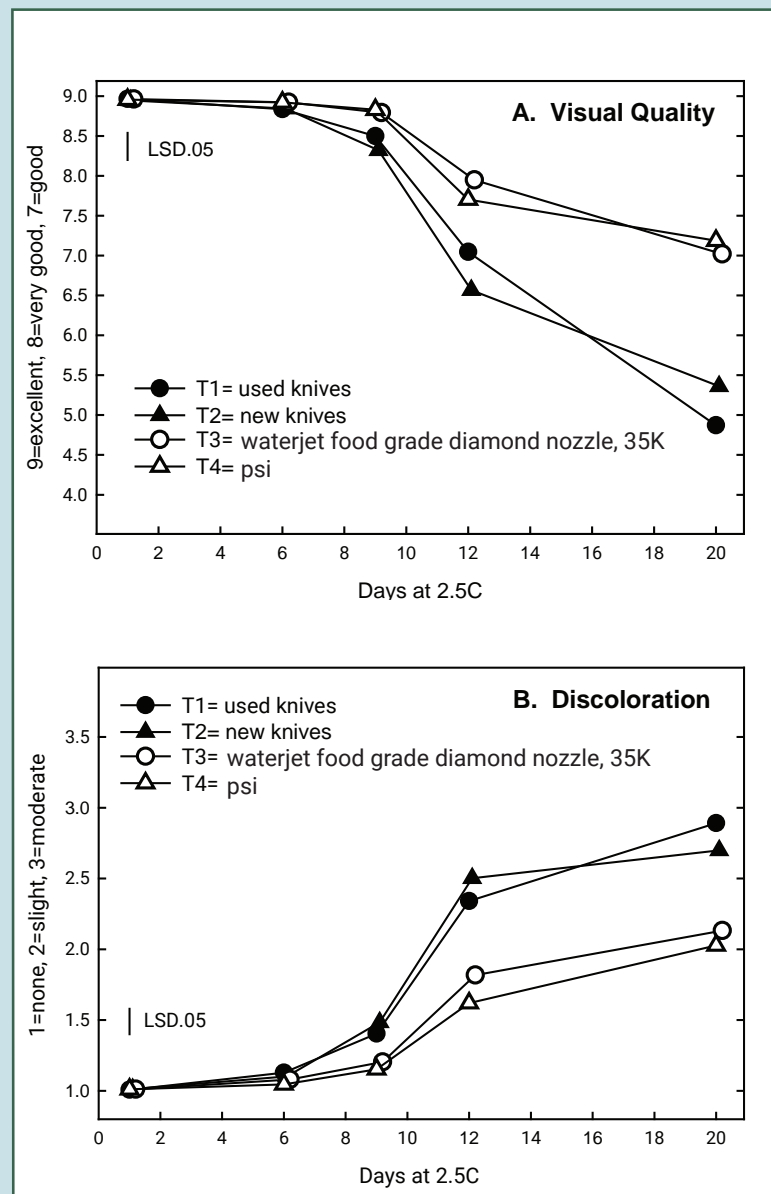 A. Visual Quality
9.0
8.5
8.0
7.5
7.0
6.5
6.0
5.5
5.0
4.5
4.0
9=excellent, 8=very good, 7=good
LSD.05
T1= used knives
T2= new knives
T3= waterjet food grade diamond nozzle, 35K
T4= psi
0 2 4 6 8 10 12 14 16 18 20
Days at 2.5C
B. Discoloration
T1= used knives
T2= new knives
T3= waterjet food grade diamond nozzle, 35K
T4= psi
3.5
3.0
2.5
2.0
1.5
1.0
1=none, 2=slight, 3=moderate
LSD.05
0 2 4 6 8 10 12 14 16 18 20
Days at 2.5C